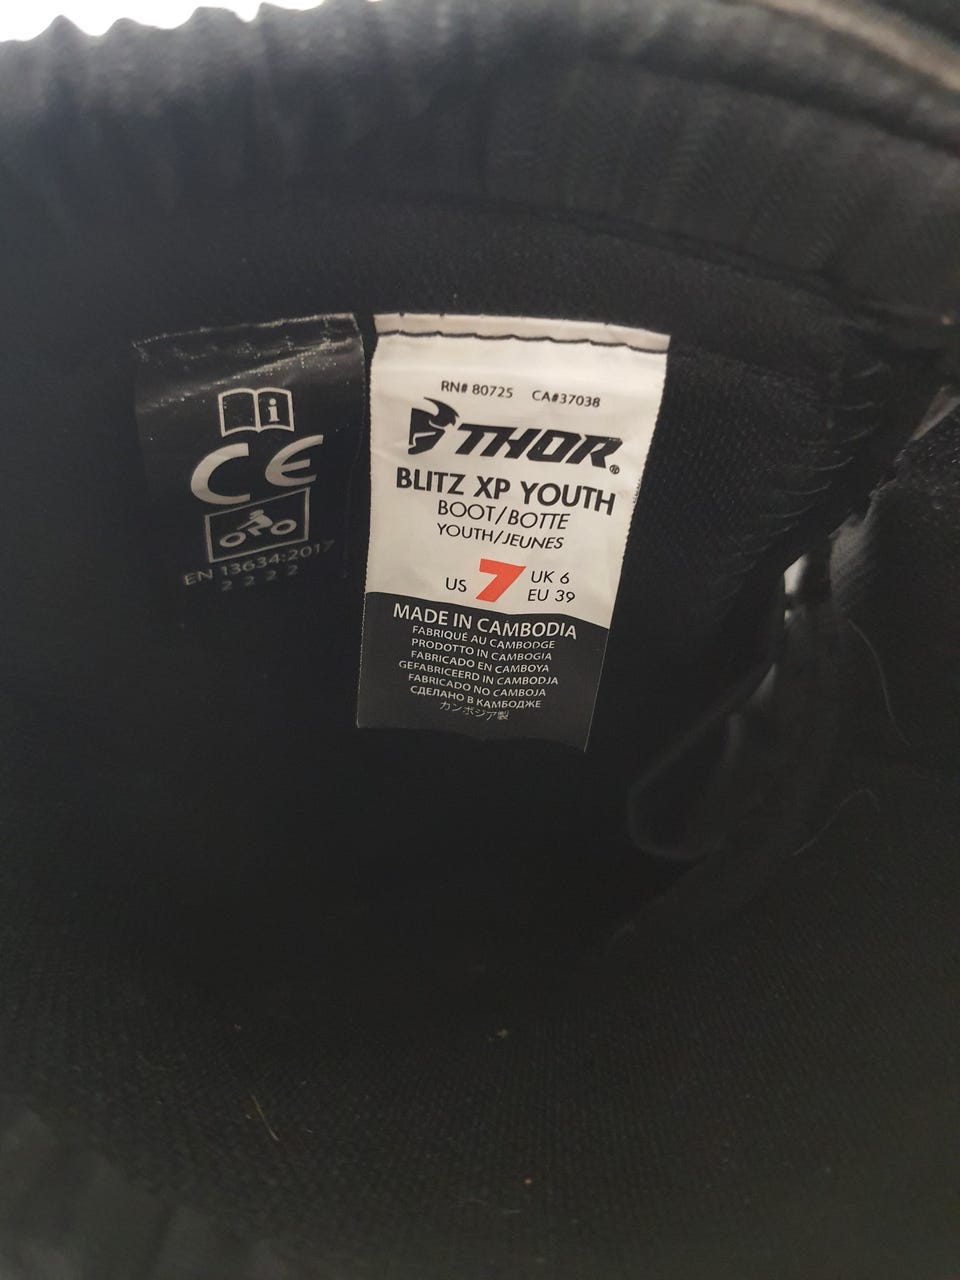 CE
EN 13634:2017
2 2 2 2
RN# 80725 CA#37038
THOR®
BLITZ XP YOUTH
BOOT/BOTTE
YOUTH/JEUNES
US 7 UK 6
EU 39
MADE IN CAMBODIA
FABRIQUÉ AU CAMBODGE
PRODOTTO IN CAMBOGIA
FABRICADO EN CAMBOYA
GEFABRICEERD IN CAMBODJA
FABRICADO NO CAMBOJA
СДЕЛАНО В КАМБОДЖЕ
カンボジア製